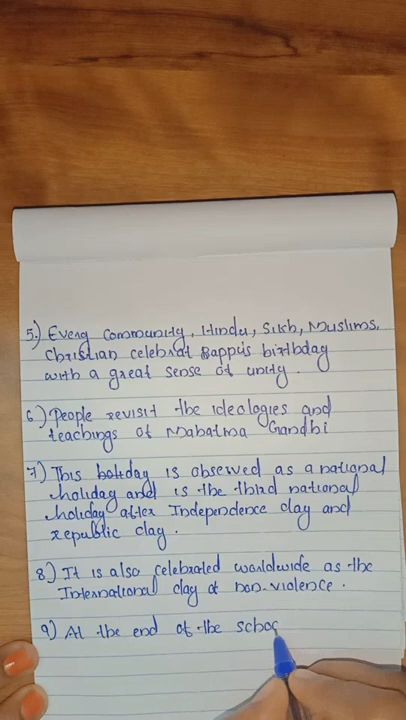 5.) Eveng community, Hindu, Sikh, Muslims,
Christian celebrat Bappu's birthday
with a great sense of unity.
6.) People revisit the ideologies and
teachings of Mahatma Gandhi
7) This holiday is observed as a national
holiday and is the third national
holiday after Independence day and
republic day.
8.) It is also celebrated worldwide as the
International day of non-violence.
9) At the end of the schoo